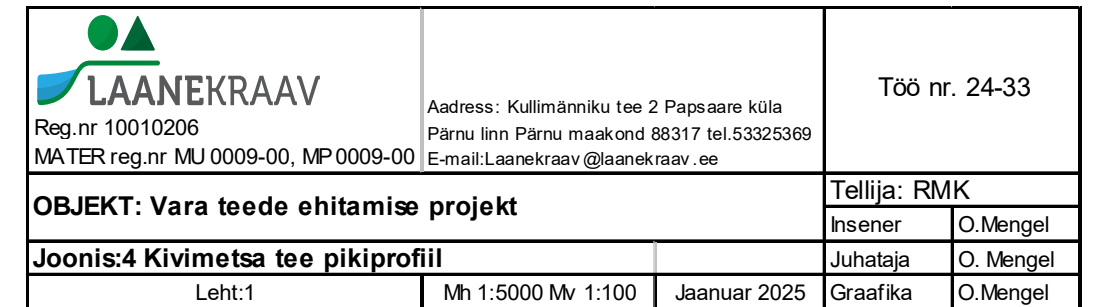 LAANEKRAAV
Reg.nr 10010206
MATER reg.nr MU 0009-00, MP 0009-00
Aadress: Kullimänniku tee 2 Papsaare küla
Pärnu linn Pärnu maakond 88317 tel.53325369
E-mail:Laanekraav@laanekraav.ee
Töö nr. 24-33
OBJEKT: Vara teede ehitamise projekt
Tellija: RMK
Insener O.Mengel
Joonis:4 Kivimetsa tee pikiprofiil
Juhataja O. Mengel
Leht:1 Mh 1:5000 Mv 1:100 Jaanuar 2025
Graafika O.Mengel